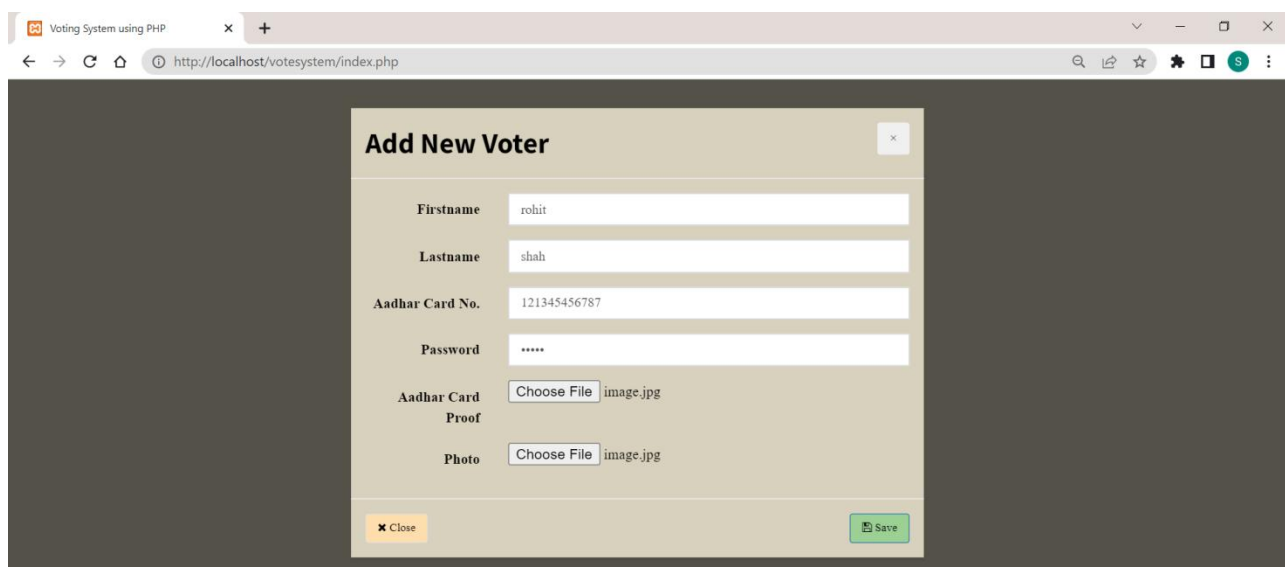 Voting System using PHP
http://localhost/votesystem/index.php
S
Add New Voter
×
Firstname
rohit
Lastname
shah
Aadhar Card No.
121345456787
Password
•••••
Aadhar Card
Proof
Choose File image.jpg
Photo
Choose File image.jpg
✖ Close
Save